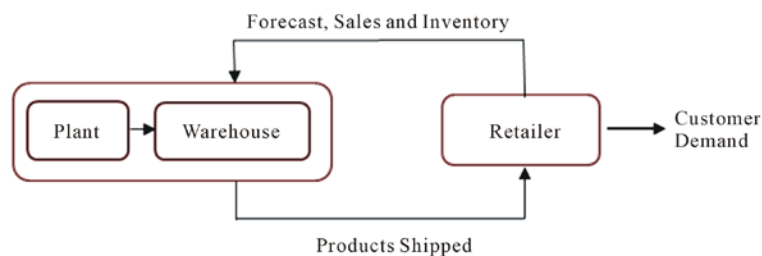 Forecast, Sales and Inventory
Plant
Warehouse
Retailer
Customer
Demand
Products Shipped